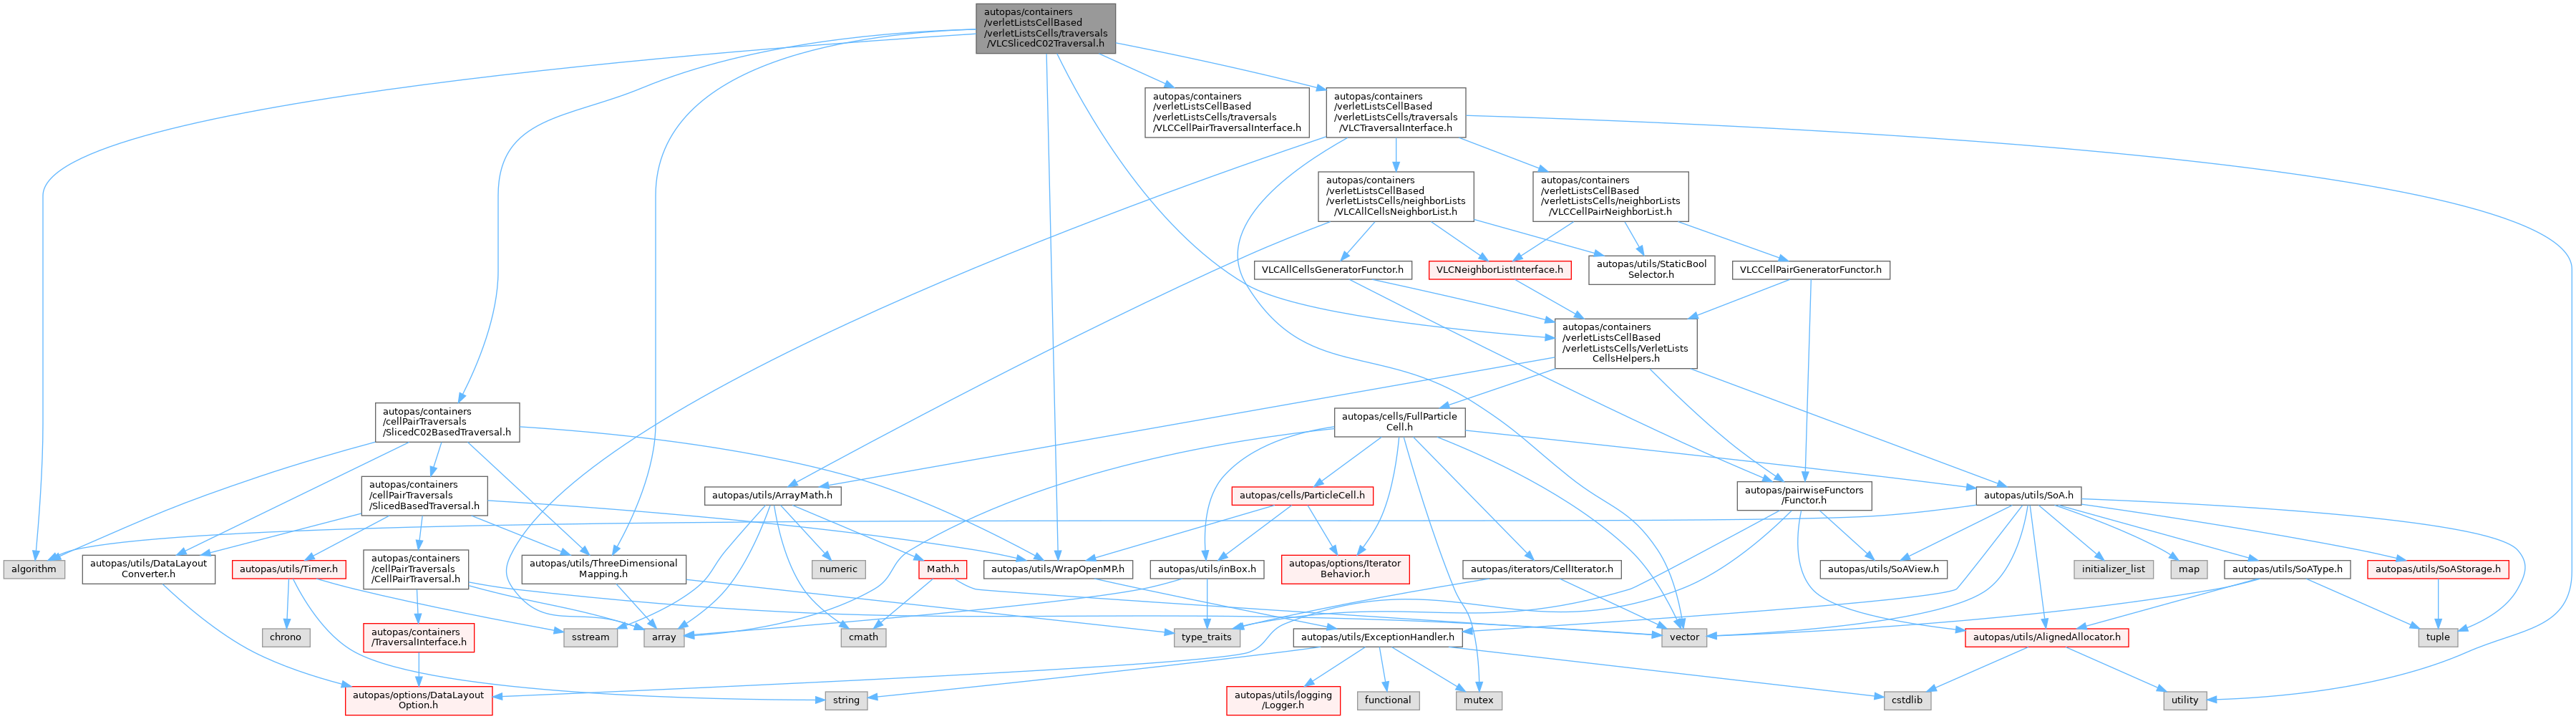 autopas/containers
/verletListsCellBased
/verletListsCells/traversals
/VLCSlicedC02Traversal.h
autopas/containers
/verletListsCellBased
/verletListsCells/traversals
/VLCCellPairTraversalInterface.h
autopas/containers
/verletListsCellBased
/verletListsCells/traversals
/VLCTraversalInterface.h
autopas/containers
/verletListsCellBased
/verletListsCells/neighborLists
/VLCAllCellsNeighborList.h
autopas/containers
/verletListsCellBased
/verletListsCells/neighborLists
/VLCCellPairNeighborList.h
VLCAllCellsGeneratorFunctor.h
VLCNeighborListInterface.h
autopas/utils/StaticBool
Selector.h
VLCCellPairGeneratorFunctor.h
autopas/containers
/verletListsCellBased
/verletListsCells/VerletLists
CellsHelpers.h
autopas/containers
/cellPairTraversals
/SlicedC02BasedTraversal.h
autopas/cells/FullParticle
Cell.h
autopas/containers
/cellPairTraversals
/SlicedBasedTraversal.h
autopas/utils/ArrayMath.h
autopas/cells/ParticleCell.h
autopas/pairwiseFunctors
/Functor.h
autopas/utils/SoA.h
algorithm
autopas/utils/DataLayout
Converter.h
autopas/utils/Timer.h
autopas/containers
/cellPairTraversals
/CellPairTraversal.h
autopas/utils/ThreeDimensional
Mapping.h
numeric
Math.h
autopas/utils/WrapOpenMP.h
autopas/utils/inBox.h
autopas/options/Iterator
Behavior.h
autopas/iterators/CellIterator.h
autopas/utils/SoAView.h
initializer_list
map
autopas/utils/SoAType.h
autopas/utils/SoAStorage.h
chrono
autopas/containers
/TraversalInterface.h
sstream
array
cmath
type_traits
autopas/utils/ExceptionHandler.h
vector
autopas/utils/AlignedAllocator.h
tuple
autopas/options/DataLayout
Option.h
string
autopas/utils/logging
/Logger.h
functional
mutex
cstdlib
utility